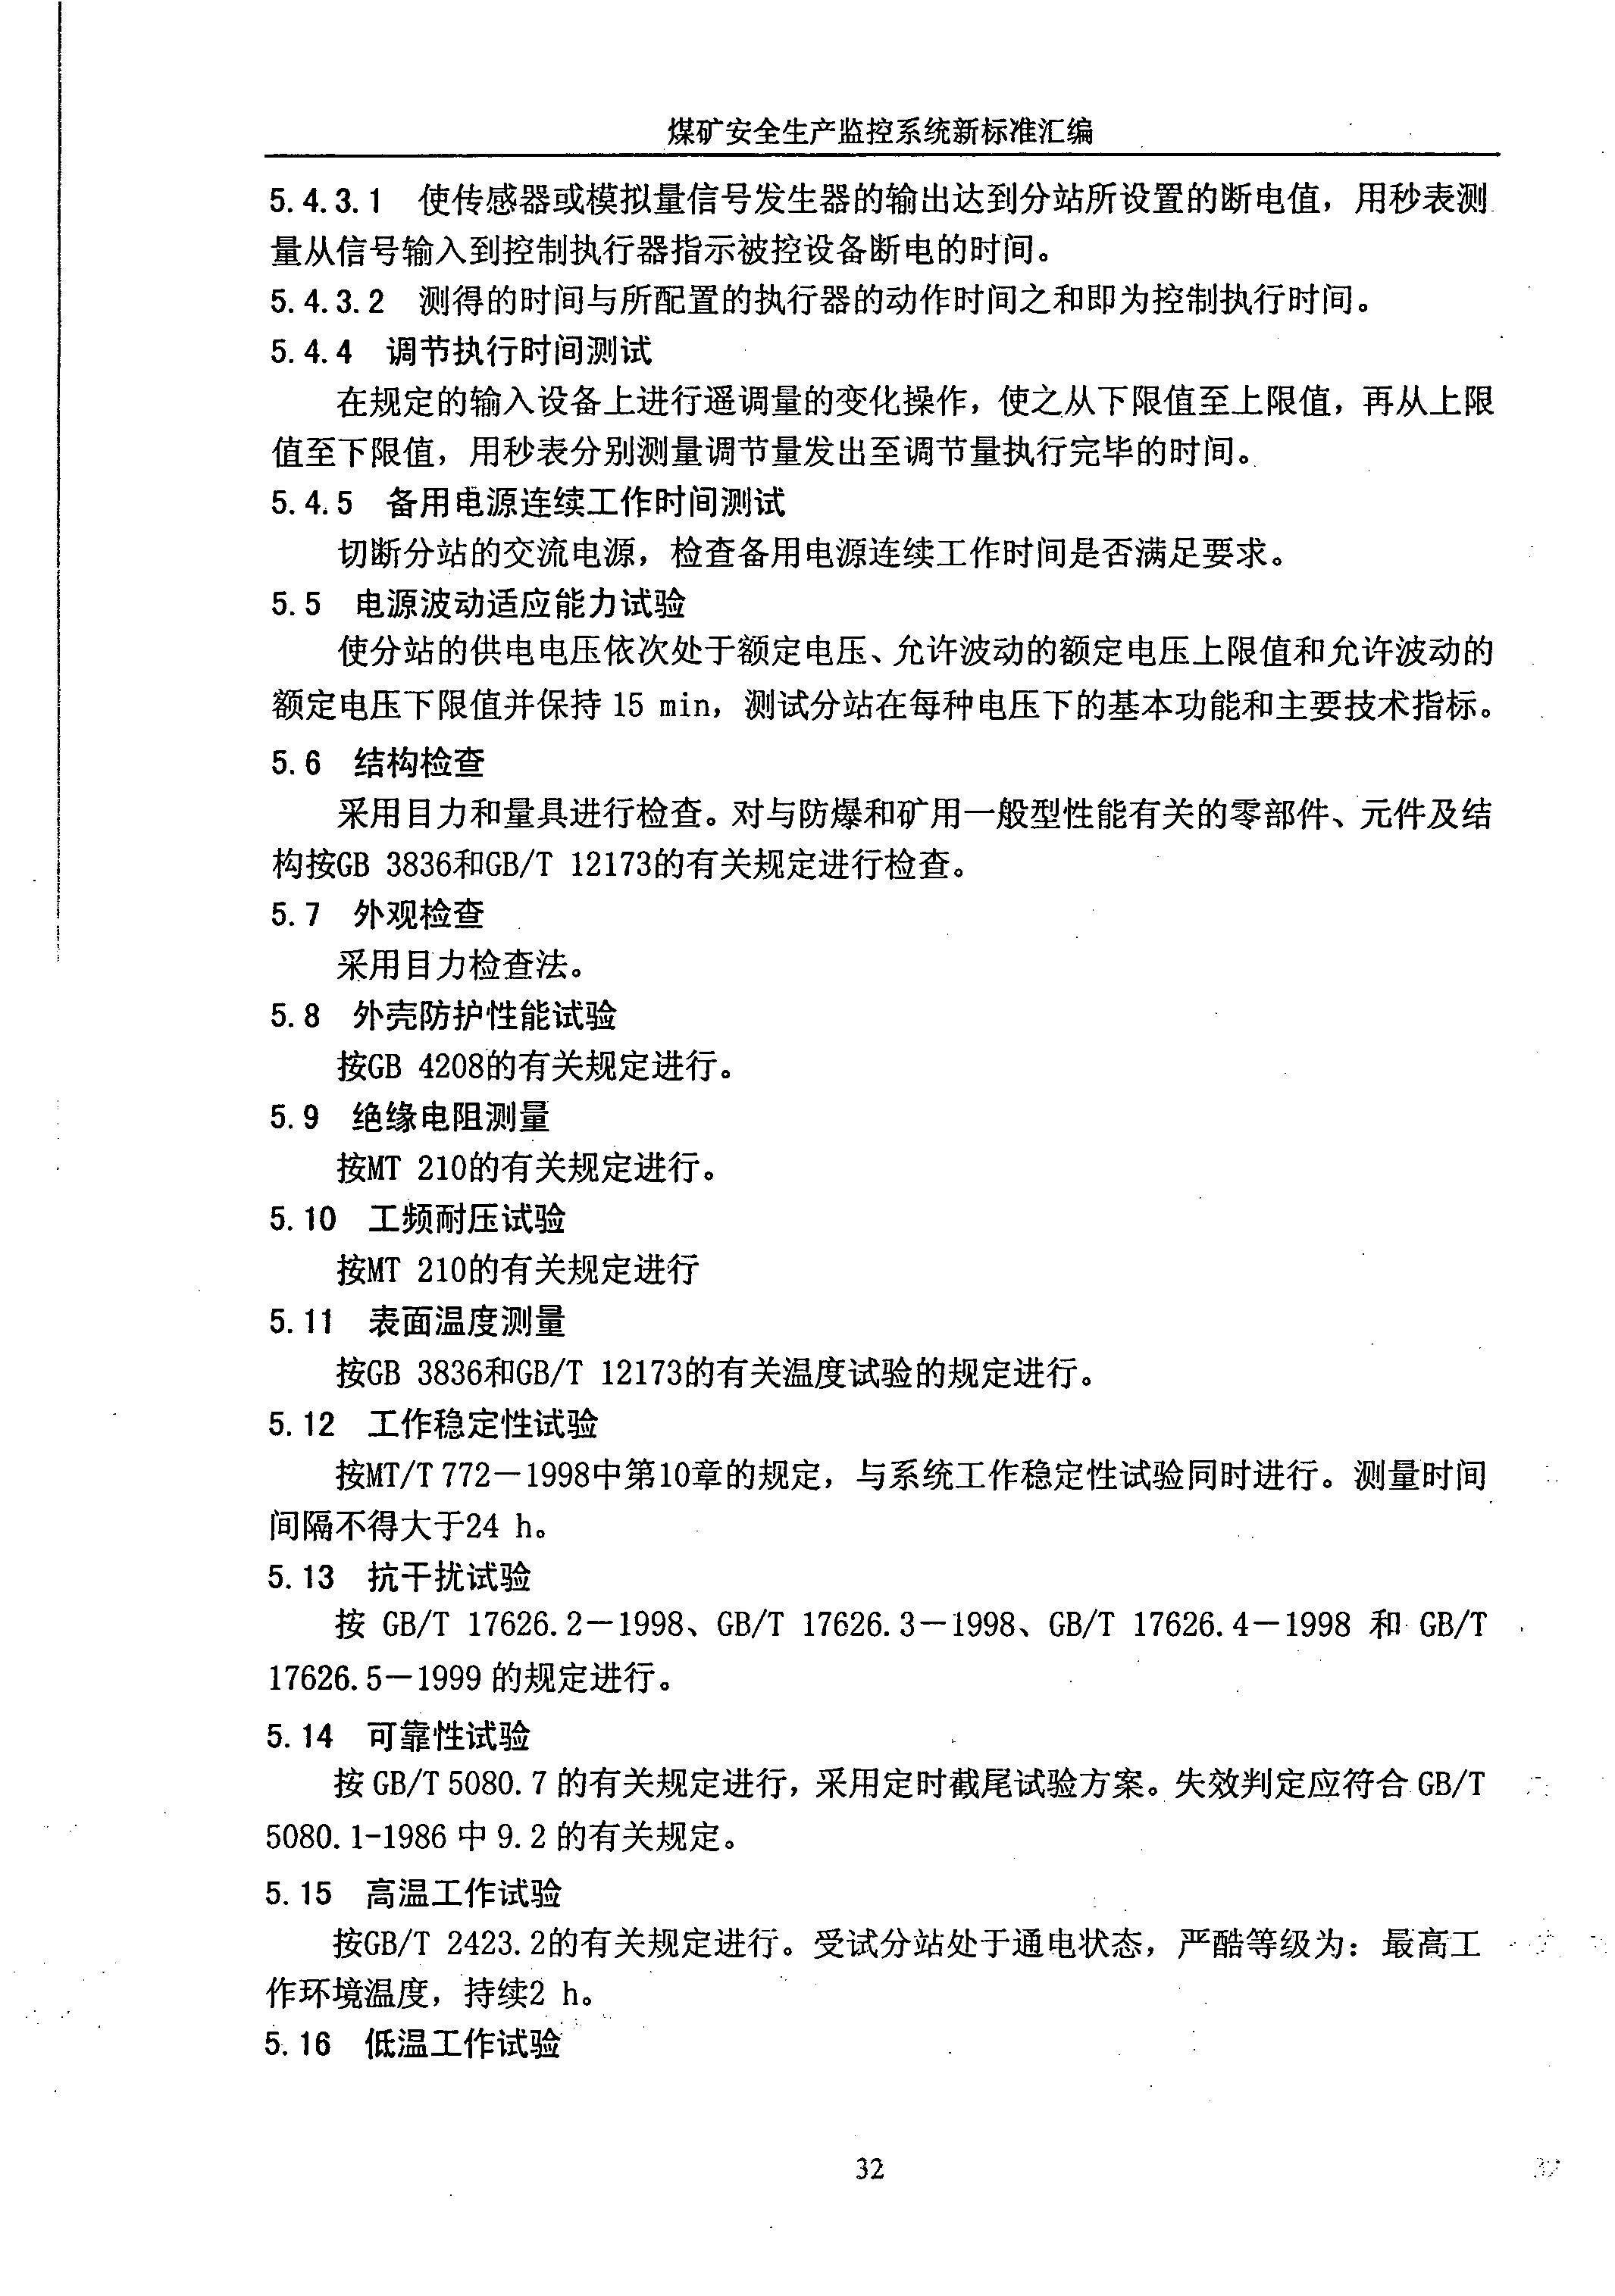 煤矿安全生产监控系统新标准汇编
5.4.3.1 使传感器或模拟量信号发生器的输出达到分站所设置的断电值，用秒表测
量从信号输入到控制执行器指示被控设备断电的时间。
5.4.3.2 测得的时间与所配置的执行器的动作时间之和即为控制执行时间。
5.4.4 调节执行时间测试
在规定的输入设备上进行遥调量的变化操作，使之从下限值至上限值，再从上限
值至下限值，用秒表分别测量调节量发出至调节量执行完毕的时间。
5.4.5 备用电源连续工作时间测试
切断分站的交流电源，检查备用电源连续工作时间是否满足要求。
5.5 电源波动适应能力试验
使分站的供电电压依次处于额定电压、允许波动的额定电压上限值和允许波动的
额定电压下限值并保持 15 min，测试分站在每种电压下的基本功能和主要技术指标。
5.6 结构检查
采用目力和量具进行检查。对与防爆和矿用一般型性能有关的零部件、元件及结
构按GB 3836和GB/T 12173的有关规定进行检查。
5.7 外观检查
采用目力检查法。
5.8 外壳防护性能试验
按GB 4208的有关规定进行。
5.9 绝缘电阻测量
按MT 210的有关规定进行。
5.10 工频耐压试验
按MT 210的有关规定进行
5.11 表面温度测量
按GB 3836和GB/T 12173的有关温度试验的规定进行。
5.12 工作稳定性试验
按MT/T 772－1998中第10章的规定，与系统工作稳定性试验同时进行。测量时间
间隔不得大于24 h。
5.13 抗干扰试验
按 GB/T 17626.2－1998、GB/T 17626.3－1998、GB/T 17626.4－1998 和 GB/T
17626.5－1999 的规定进行。
5.14 可靠性试验
按 GB/T 5080.7 的有关规定进行，采用定时截尾试验方案。失效判定应符合 GB/T
5080.1-1986 中 9.2 的有关规定。
5.15 高温工作试验
按GB/T 2423.2的有关规定进行。受试分站处于通电状态，严酷等级为：最高工
作环境温度，持续2 h。
5.16 低温工作试验
32